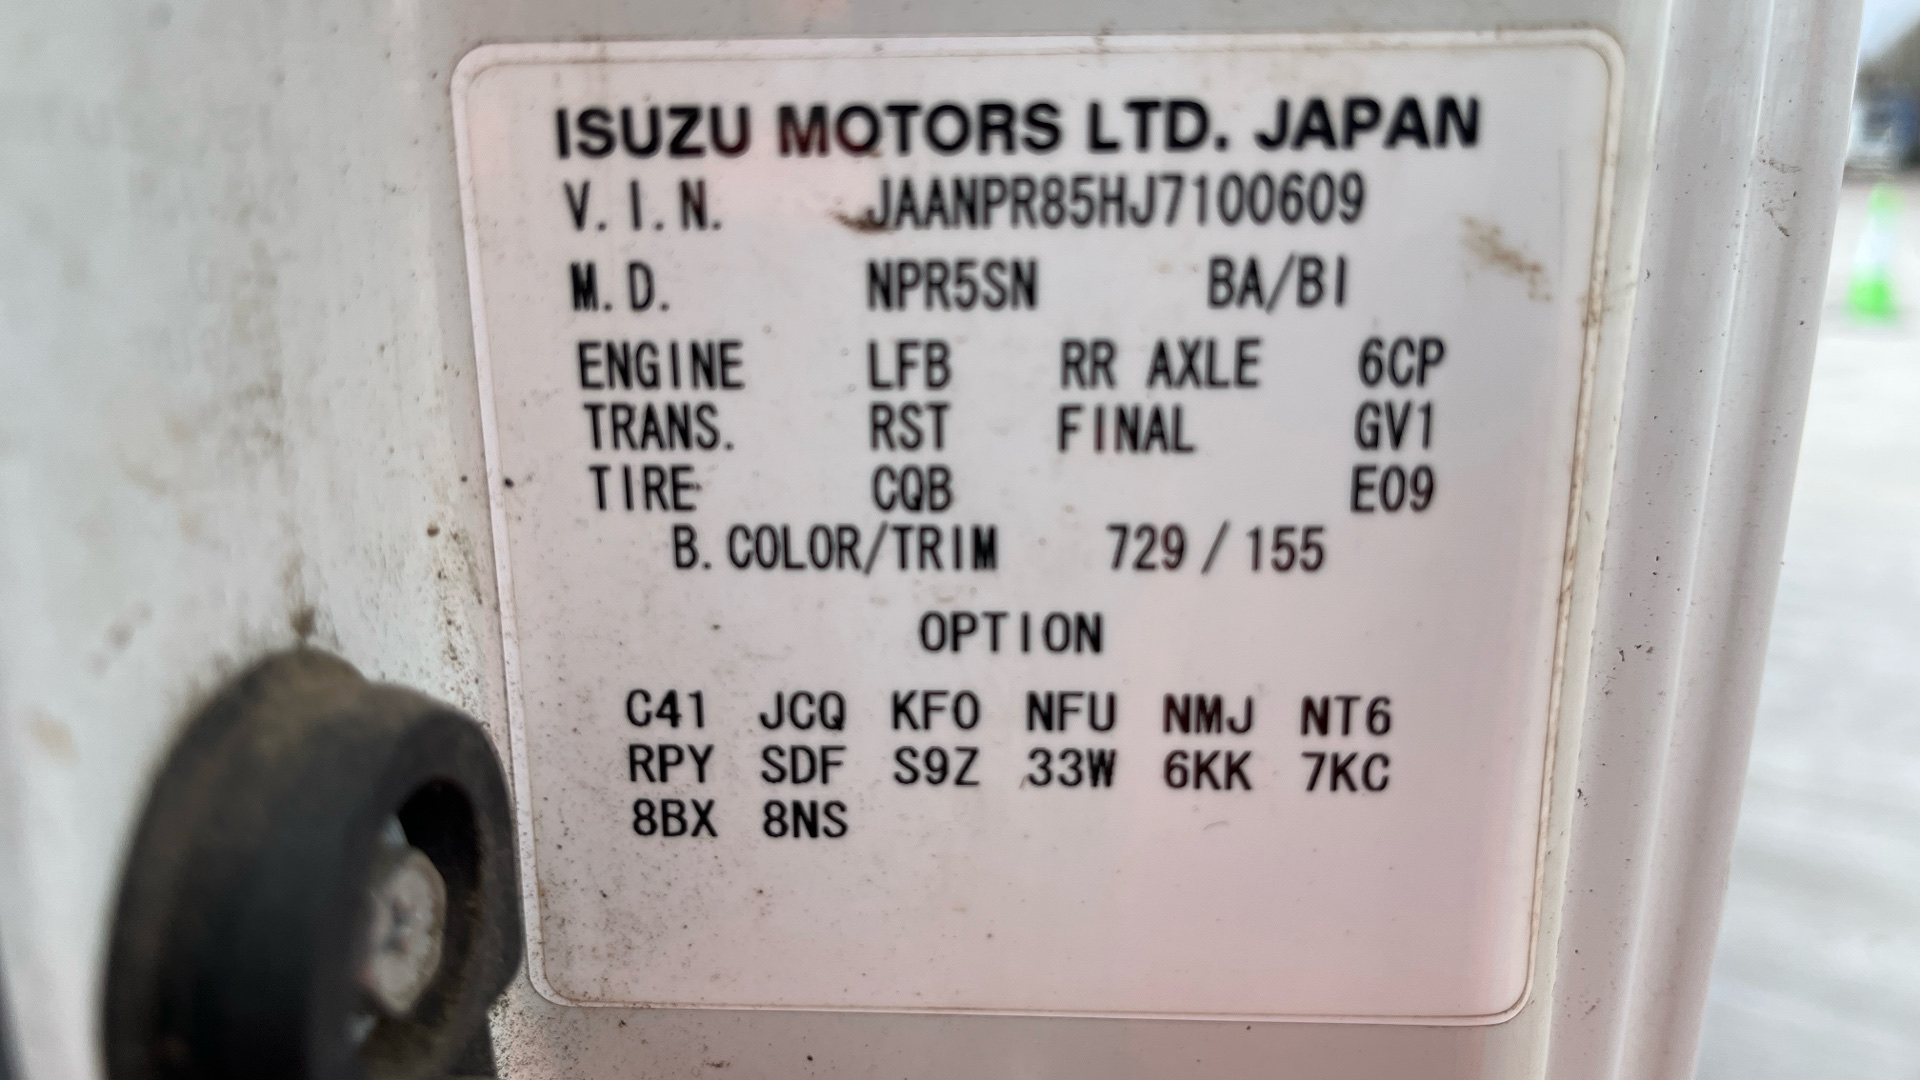 ISUZU MOTORS LTD. JAPAN
V.I.N. JAANPR85HJ7100609
M.D. NPR5SN BA/BI
ENGINE LFB RR AXLE 6CP
TRANS. RST FINAL GV1
TIRE CQB E09
B.COLOR/TRIM 729 / 155
OPTION
C41 JCQ KFO NFU NMJ NT6
RPY SDF S9Z 33W 6KK 7KC
8BX 8NS